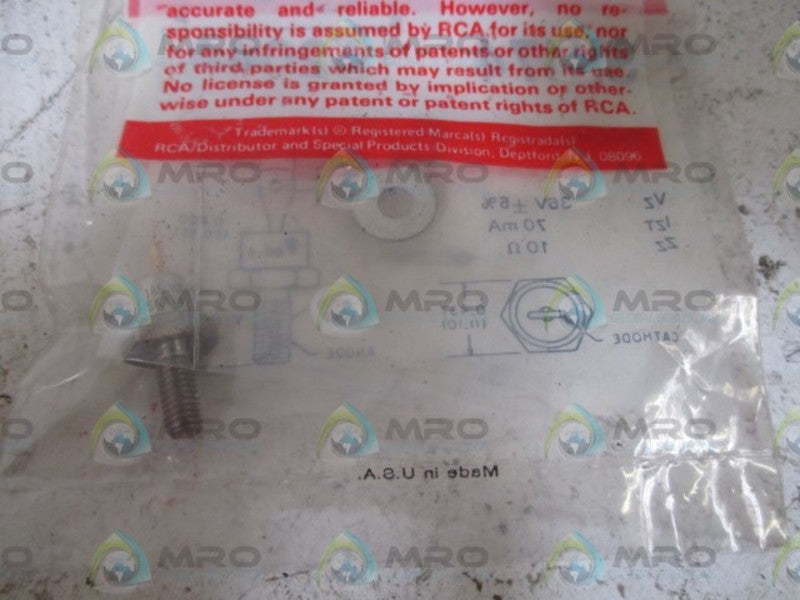 accurate and reliable. However, no re-
sponsibility is assumed by RCA for its use, nor
for any infringements of patents or other rights
of third parties which may result from its use.
No license is granted by implication or other-
wise under any patent or patent rights of RCA.
Trademark(s) ® Registered Marca(s) Registrada(s)
RCA/Distributor and Special Products Division, Deptford, NJ 08096
VZ 36V ±5%
IZT 70 mA
ZZ 10 Ω
CATHODE
ANODE
Made in U.S.A.
MRO